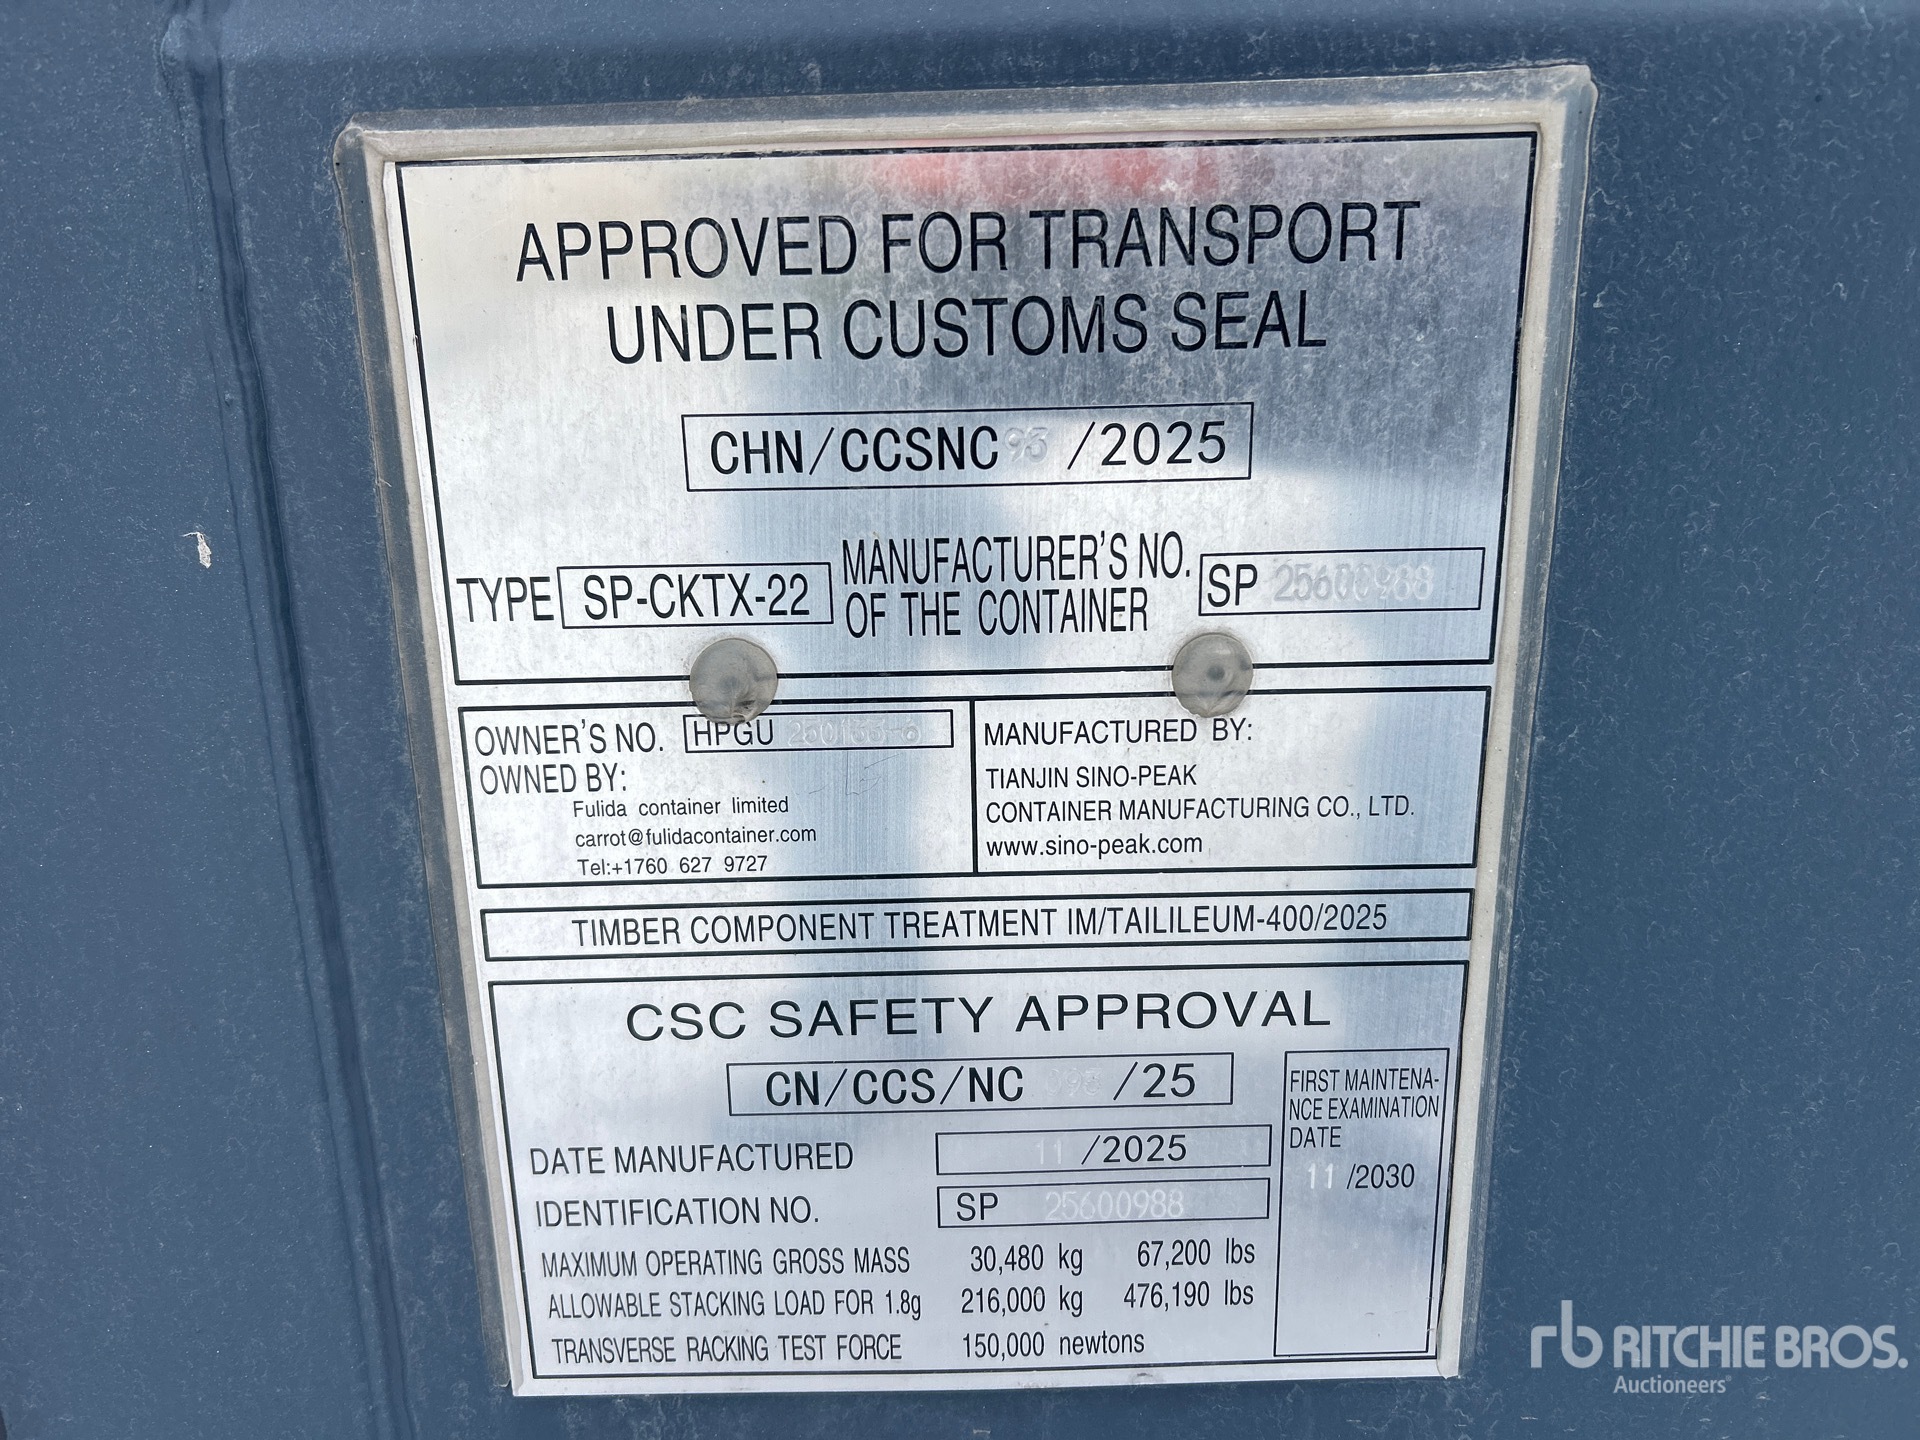 APPROVED FOR TRANSPORT
UNDER CUSTOMS SEAL
CHN/CCSNC 93 /2025
TYPE SP-CKTX-22
MANUFACTURER'S NO.
OF THE CONTAINER
SP 25600988
OWNER'S NO. HPGU
OWNED BY:
Fulida container limited
carrot@fulidacontainer.com
Tel:+1760 627 9727
MANUFACTURED BY:
TIANJIN SINO-PEAK
CONTAINER MANUFACTURING CO., LTD.
www.sino-peak.com
TIMBER COMPONENT TREATMENT IM/TAILILEUM-400/2025
CSC SAFETY APPROVAL
CN/CCS/NC /25
DATE MANUFACTURED 11 /2025
IDENTIFICATION NO. SP 25600988
MAXIMUM OPERATING GROSS MASS 30,480 kg 67,200 lbs
ALLOWABLE STACKING LOAD FOR 1.8g 216,000 kg 476,190 lbs
TRANSVERSE RACKING TEST FORCE 150,000 newtons
FIRST MAINTENA-
NCE EXAMINATION
DATE
11 /2030
rb RITCHIE BROS.
Auctioneers